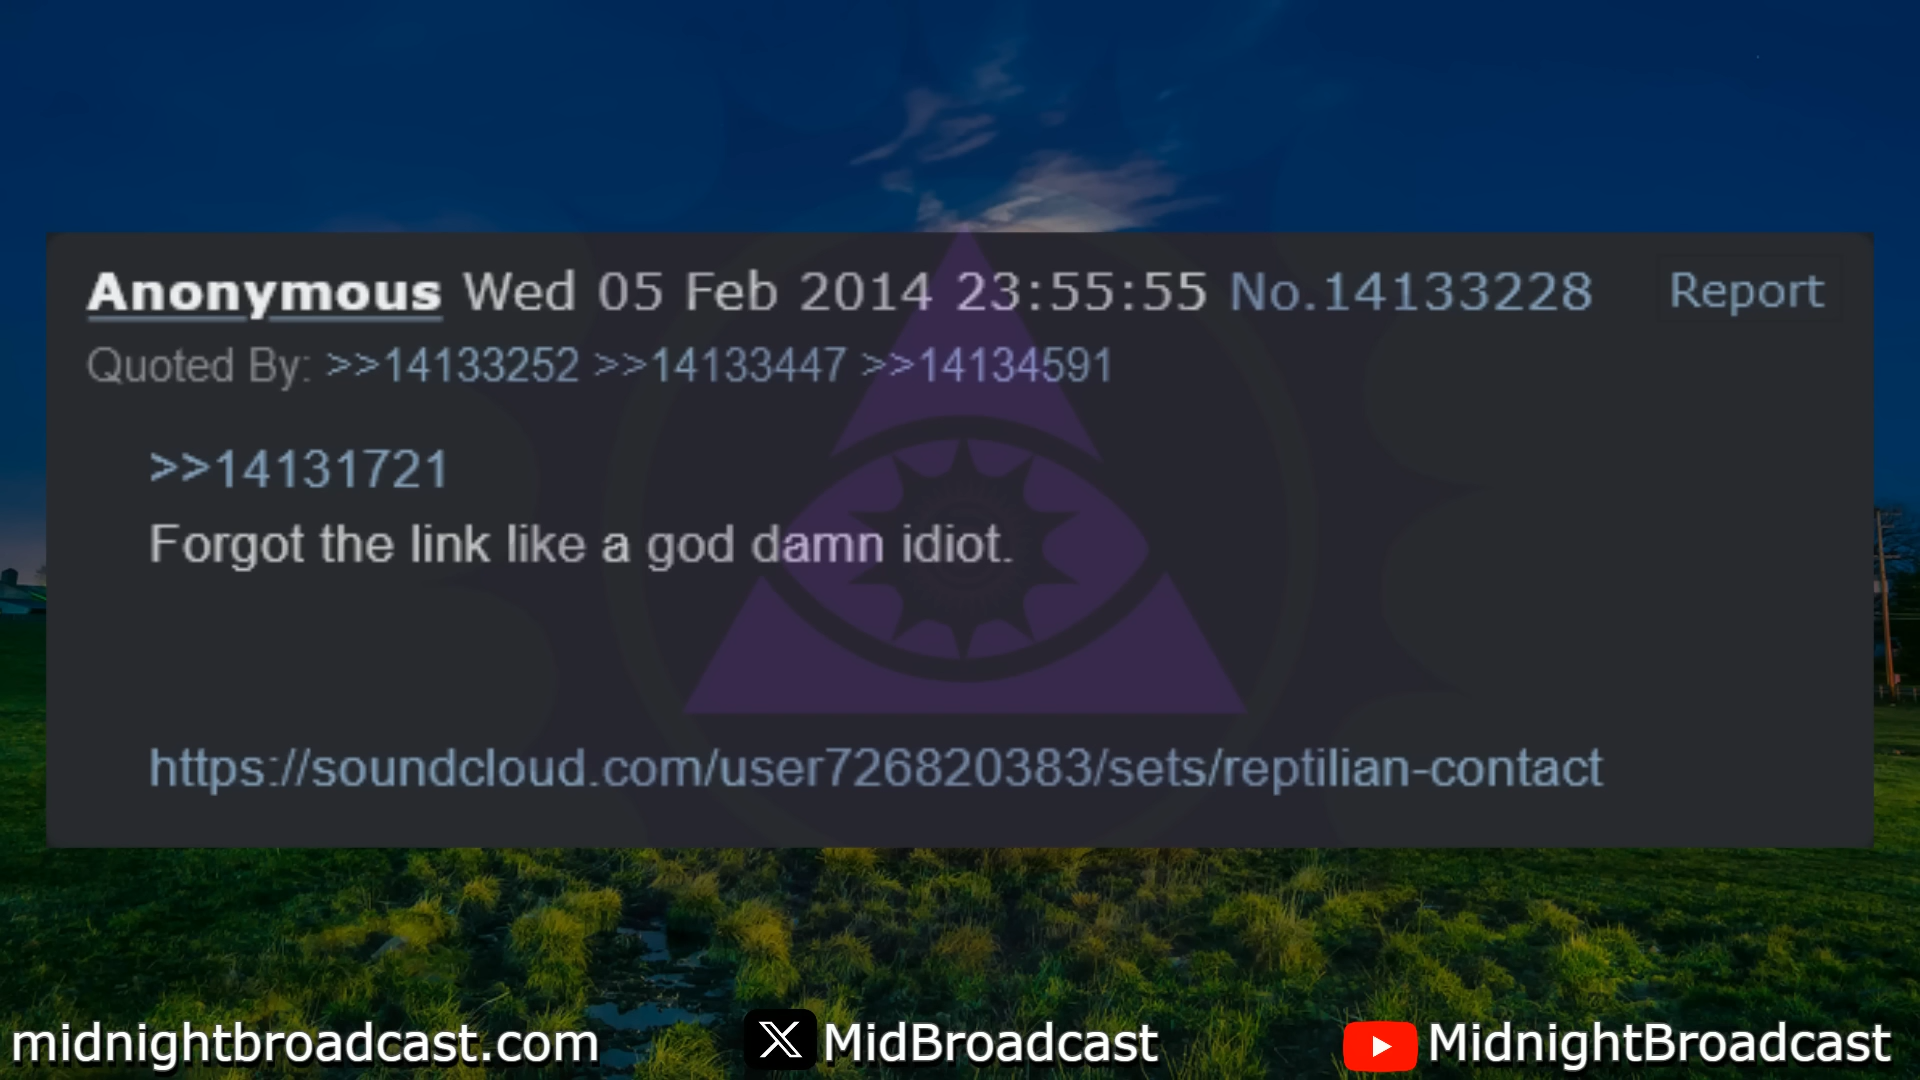 Anonymous Wed 05 Feb 2014 23:55:55 No.14133228 Report
Quoted By: >>14133252 >>14133447 >>14134591
>>14131721
Forgot the link like a god damn idiot.
https://soundcloud.com/user726820383/sets/reptilian-contact
midnightbroadcast.com MidBroadcast MidnightBroadcast